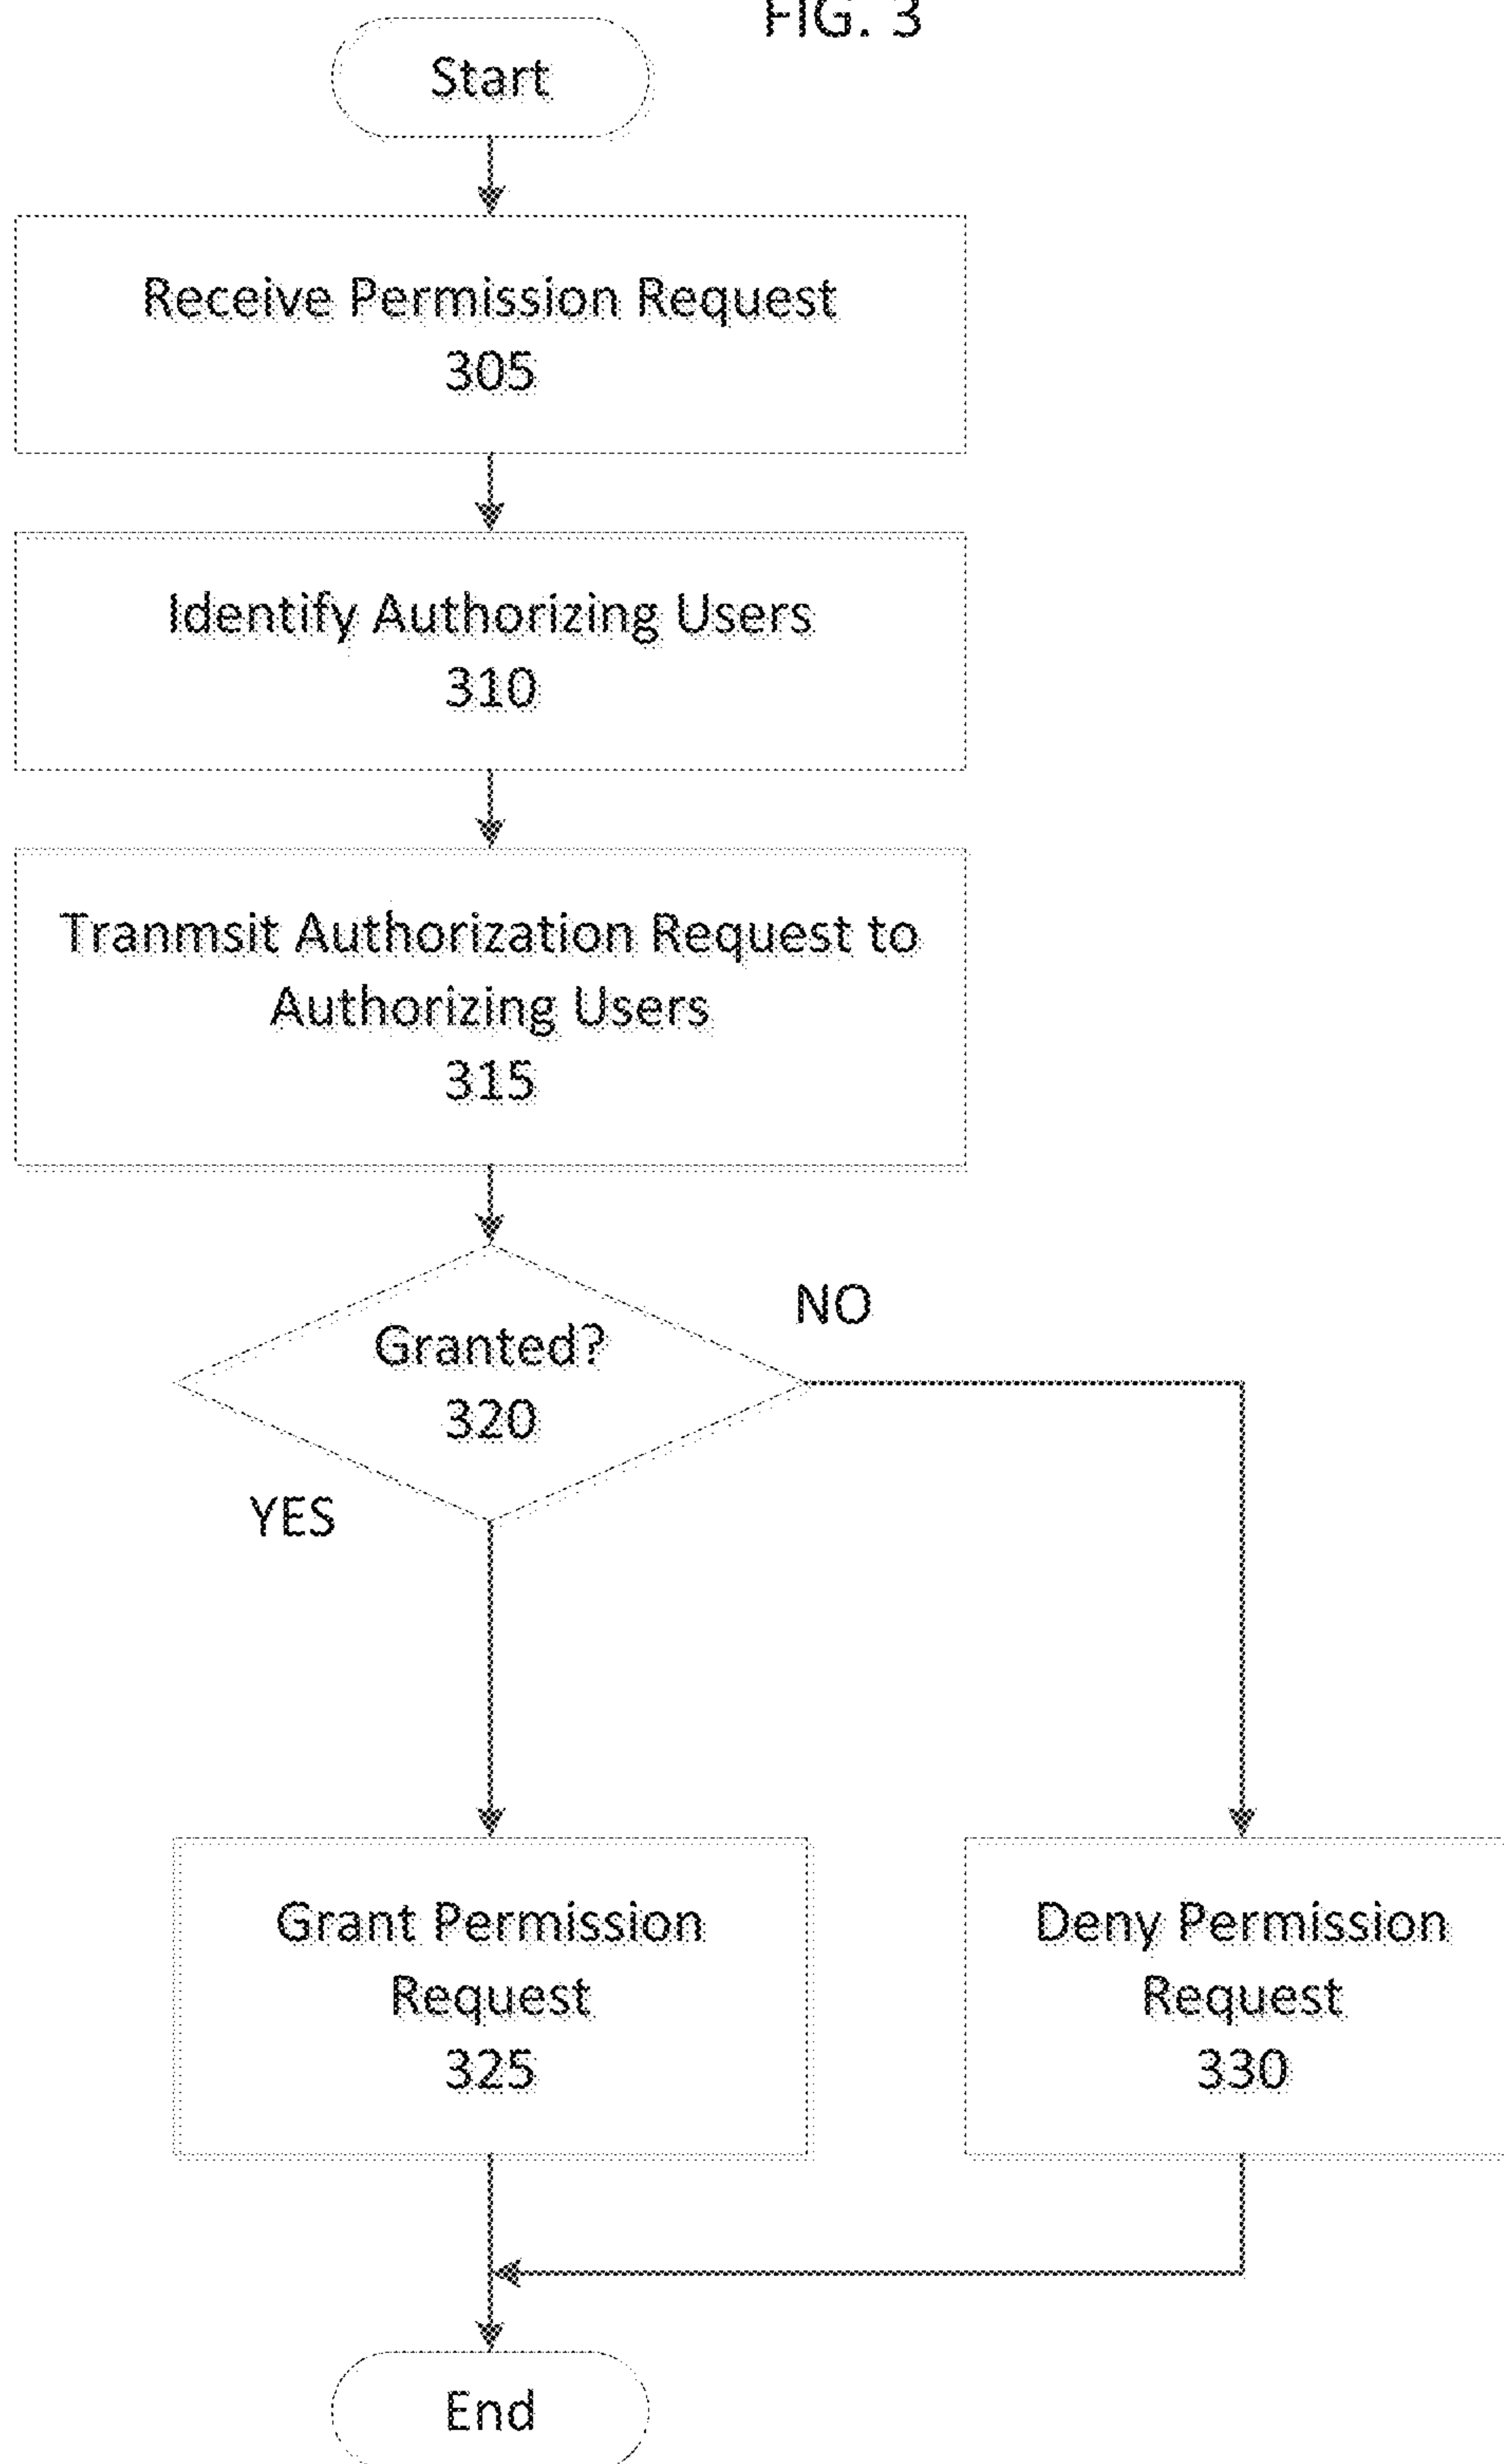 FIG. 3
Start
Receive Permission Request
305
Identify Authorizing Users
310
Tranmsit Authorization Request to
Authorizing Users
315
Granted?
320
NO
YES
Grant Permission
Request
325
Deny Permission
Request
330
End